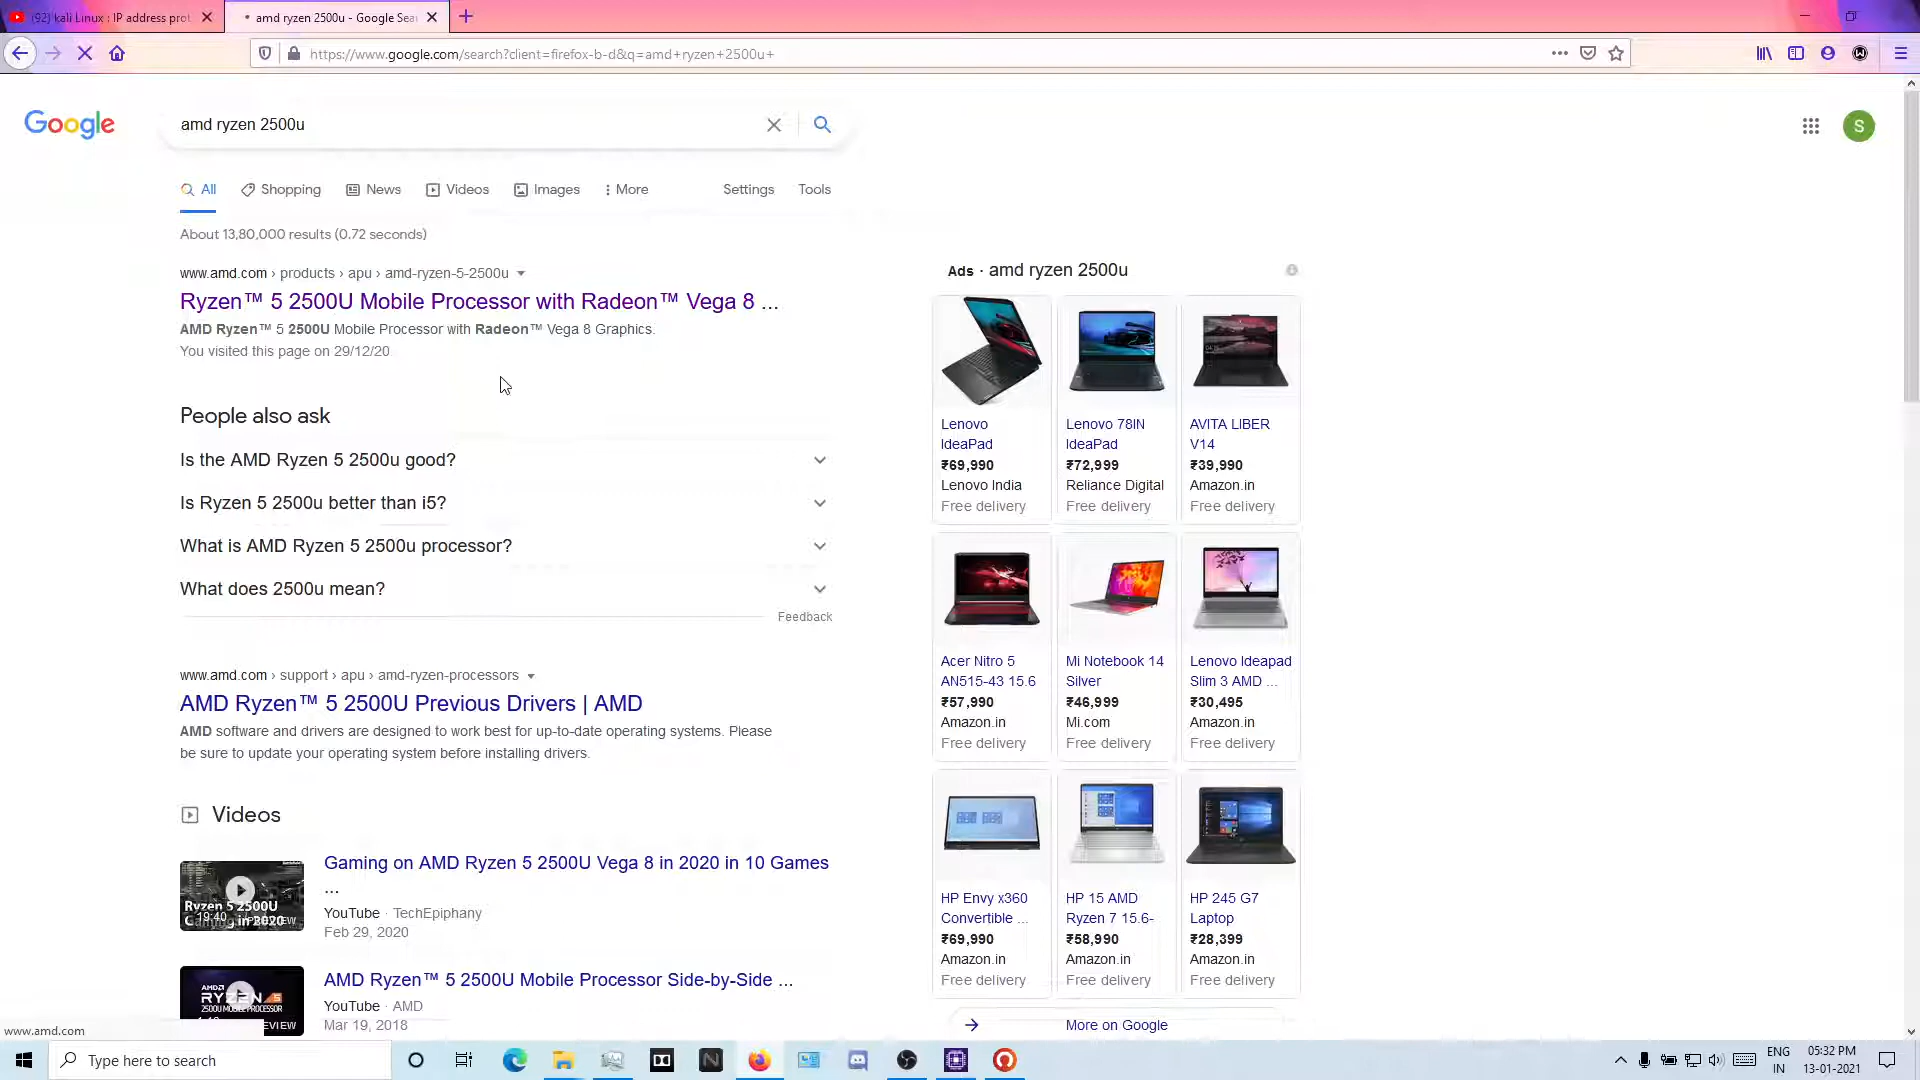 (92) kali Linux : IP address prot
amd ryzen 2500u - Google Sea
https://www.google.com/search?client=firefox-b-d&q=amd+ryzen+2500u+
Google
amd ryzen 2500u
S
All
Shopping
News
Videos
Images
More
Settings
Tools
About 13,80,000 results (0.72 seconds)
www.amd.com › products › apu › amd-ryzen-5-2500u
Ryzen™ 5 2500U Mobile Processor with Radeon™ Vega 8 ...
AMD Ryzen™ 5 2500U Mobile Processor with Radeon™ Vega 8 Graphics.
You visited this page on 29/12/20.
People also ask
Is the AMD Ryzen 5 2500u good?
Is Ryzen 5 2500u better than i5?
What is AMD Ryzen 5 2500u processor?
What does 2500u mean?
Feedback
www.amd.com › support › apu › amd-ryzen-processors
AMD Ryzen™ 5 2500U Previous Drivers | AMD
AMD software and drivers are designed to work best for up-to-date operating systems. Please
be sure to update your operating system before installing drivers.
Videos
Gaming on AMD Ryzen 5 2500U Vega 8 in 2020 in 10 Games
...
YouTube · TechEpiphany
Feb 29, 2020
Ryzen 5 2500U
19:40
AMD Ryzen™ 5 2500U Mobile Processor Side-by-Side ...
YouTube · AMD
Mar 19, 2018
AMD
RYZEN 5
2500U MOBILE PROCESSOR
Ads · amd ryzen 2500u
Lenovo
IdeaPad
₹69,990
Lenovo India
Free delivery
Lenovo 78IN
IdeaPad
₹72,999
Reliance Digital
Free delivery
AVITA LIBER
V14
₹39,990
Amazon.in
Free delivery
Acer Nitro 5
AN515-43 15.6
₹57,990
Amazon.in
Free delivery
Mi Notebook 14
Silver
₹46,999
Mi.com
Free delivery
Lenovo Ideapad
Slim 3 AMD ...
₹30,495
Amazon.in
Free delivery
HP Envy x360
Convertible ...
₹69,990
Amazon.in
Free delivery
HP 15 AMD
Ryzen 7 15.6-
₹58,990
Amazon.in
Free delivery
HP 245 G7
Laptop
₹28,399
Amazon.in
Free delivery
More on Google
www.amd.com
Type here to search
ENG
IN
05:32 PM
13-01-2021